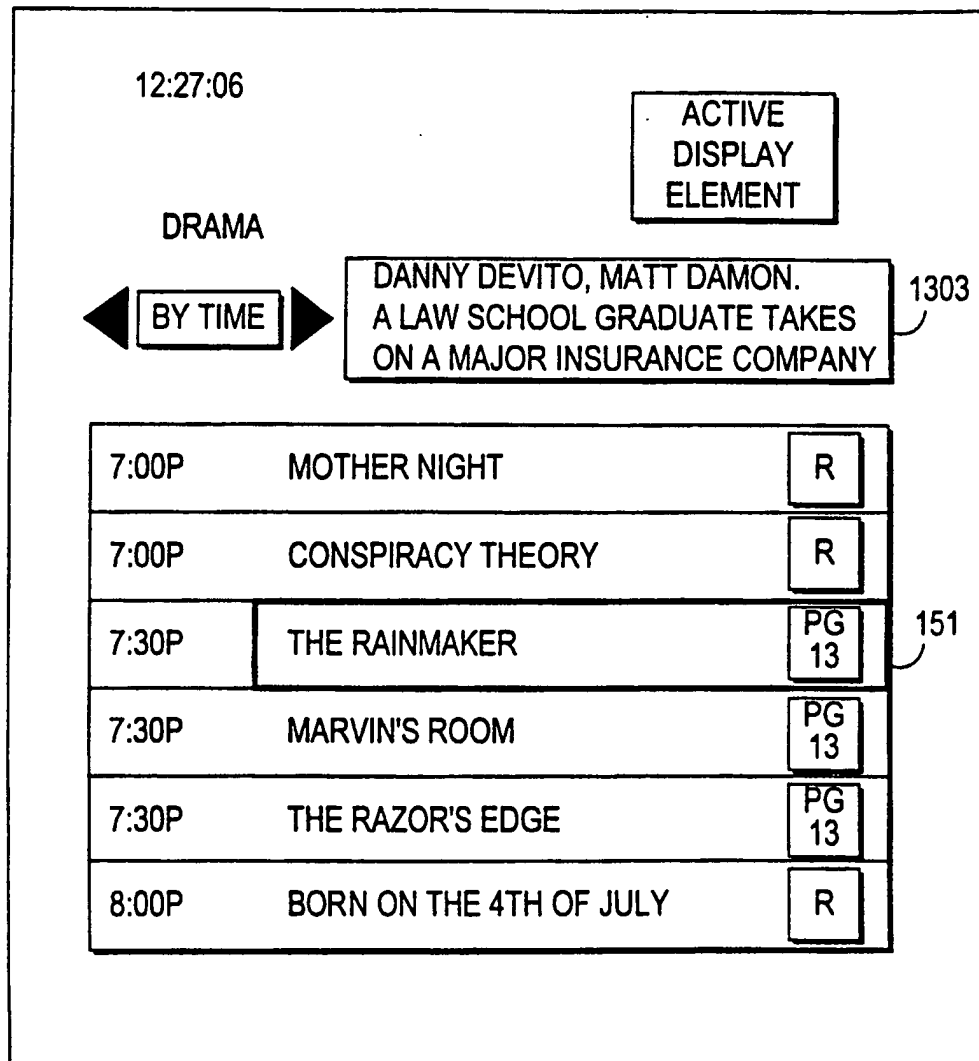 12:27:06
ACTIVE
DISPLAY
ELEMENT
DRAMA
BY TIME
DANNY DEVITO, MATT DAMON.
A LAW SCHOOL GRADUATE TAKES
ON A MAJOR INSURANCE COMPANY
1303
7:00P MOTHER NIGHT R
7:00P CONSPIRACY THEORY R
7:30P THE RAINMAKER PG 13
151
7:30P MARVIN'S ROOM PG 13
7:30P THE RAZOR'S EDGE PG 13
8:00P BORN ON THE 4TH OF JULY R